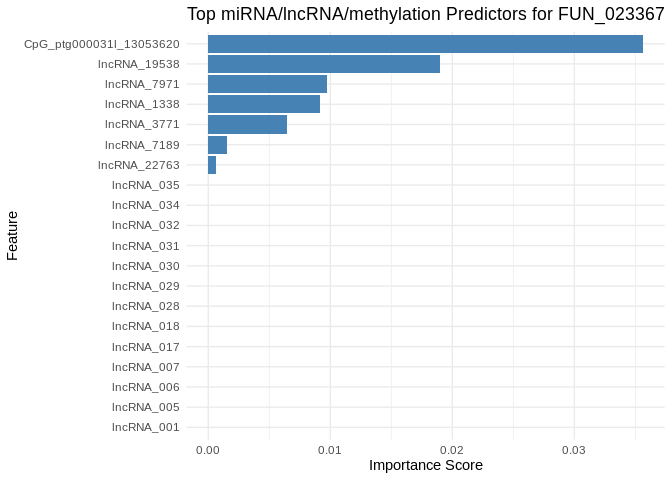 Top miRNA/lncRNA/methylation Predictors for FUN_023367
CpG_ptg000031l_13053620
lncRNA_19538
lncRNA_7971
lncRNA_1338
lncRNA_3771
lncRNA_7189
lncRNA_22763
lncRNA_035
lncRNA_034
lncRNA_032
lncRNA_031
lncRNA_030
lncRNA_029
lncRNA_028
lncRNA_018
lncRNA_017
lncRNA_007
lncRNA_006
lncRNA_005
lncRNA_001
Feature
0.00 0.01 0.02 0.03
Importance Score